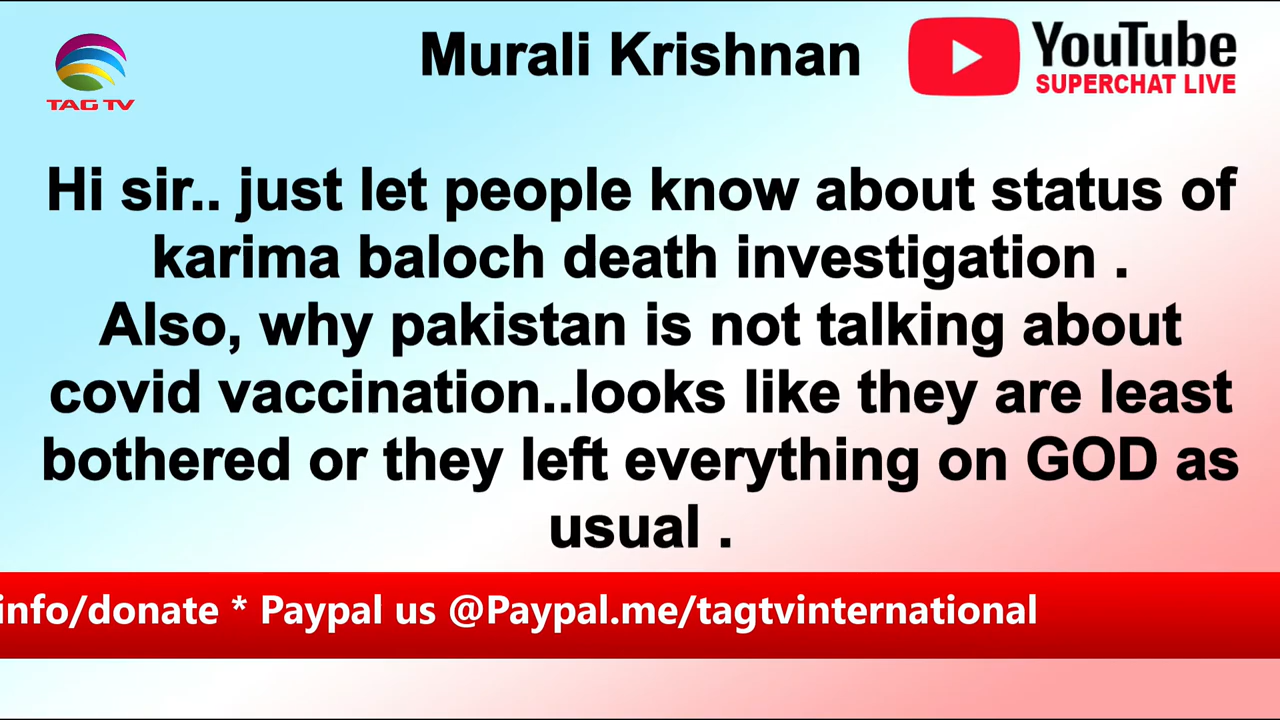 TAG TV
Murali Krishnan
YouTube
SUPERCHAT LIVE
Hi sir.. just let people know about status of
karima baloch death investigation .
Also, why pakistan is not talking about
covid vaccination..looks like they are least
bothered or they left everything on GOD as
usual .
info/donate * Paypal us @Paypal.me/tagtvinternational